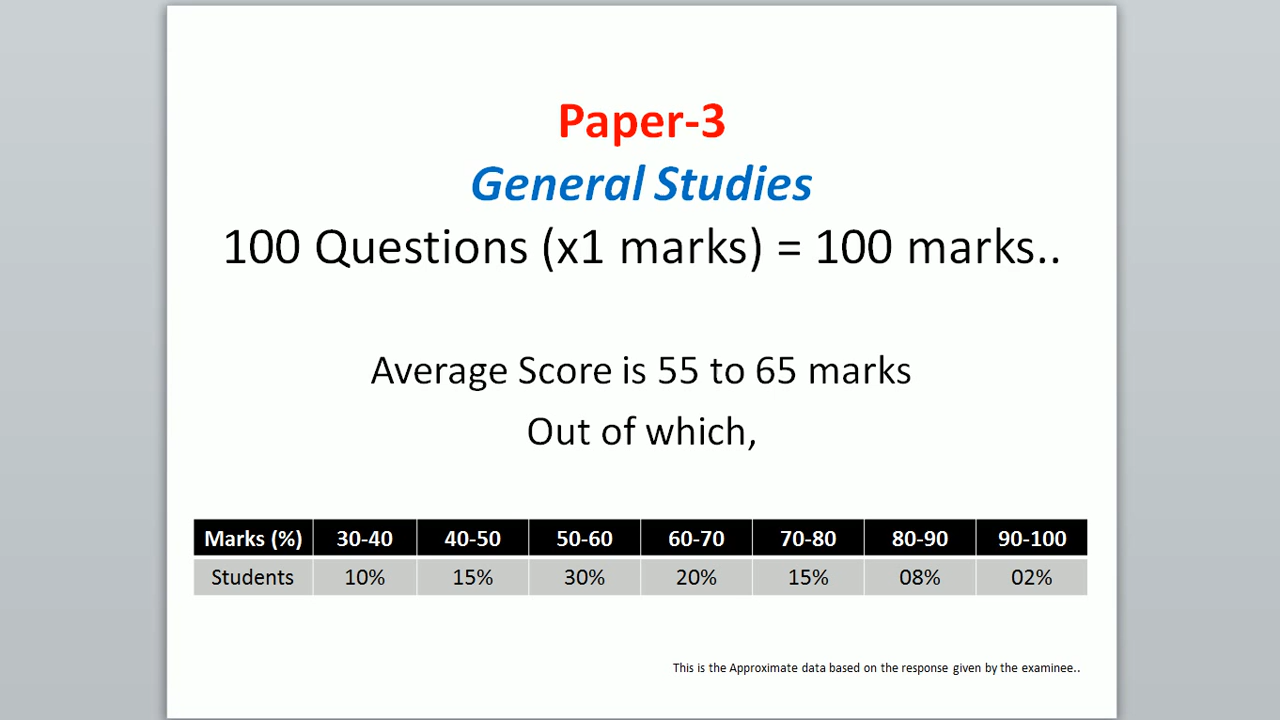 Paper-3
General Studies
100 Questions (x1 marks) = 100 marks..
Average Score is 55 to 65 marks
Out of which,
Marks (%) 30-40 40-50 50-60 60-70 70-80 80-90 90-100
Students 10% 15% 30% 20% 15% 08% 02%
This is the Approximate data based on the response given by the examinee..